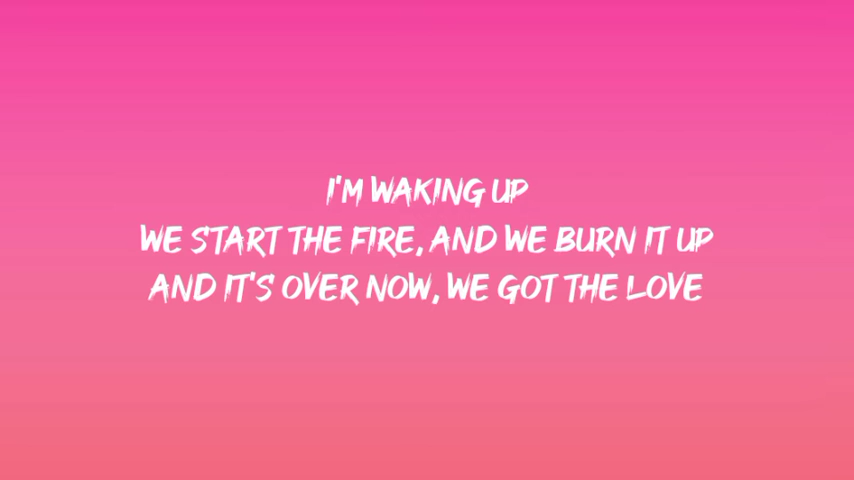 I'M WAKING UP
WE START THE FIRE, AND WE BURN IT UP
AND IT'S OVER NOW, WE GOT THE LOVE